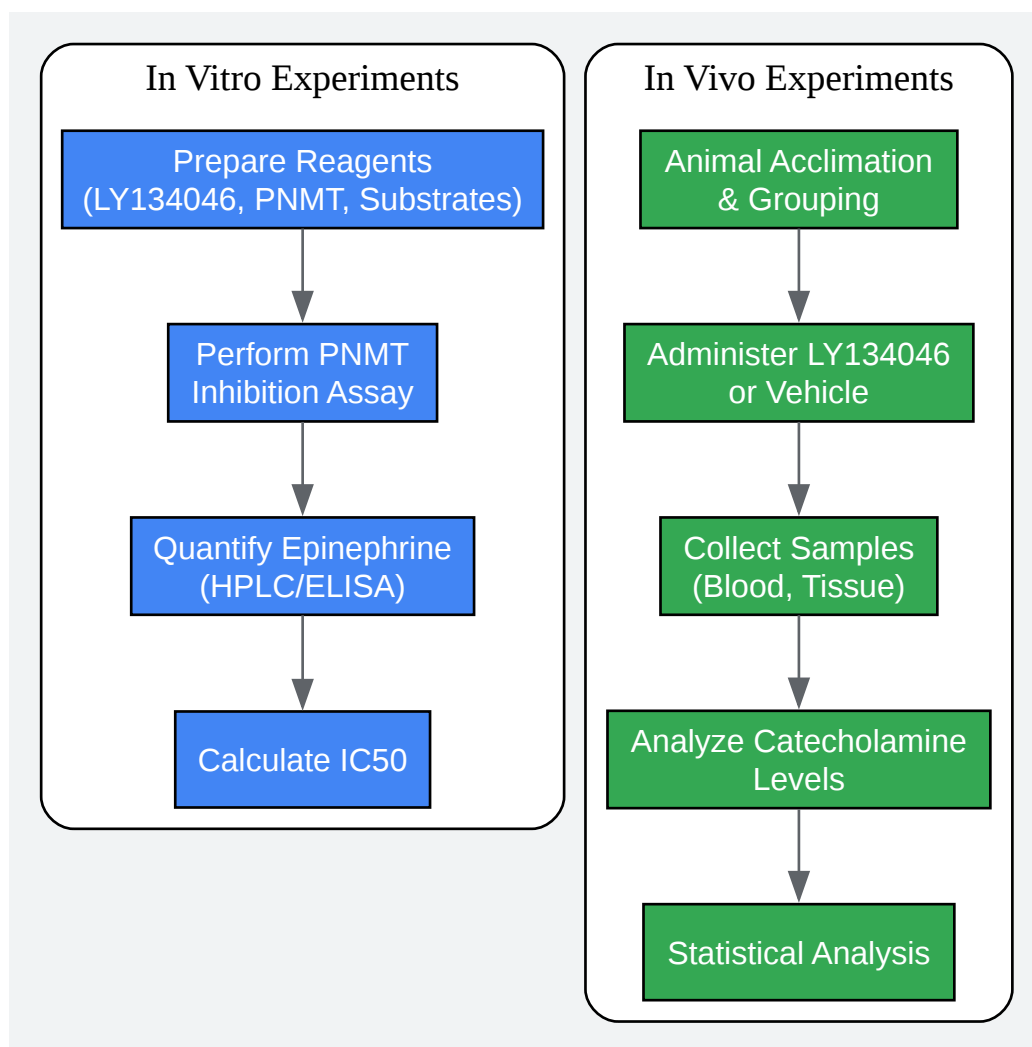 In Vitro Experiments
Prepare Reagents
(LY134046, PNMT, Substrates)
Perform PNMT
Inhibition Assay
Quantify Epinephrine
(HPLC/ELISA)
Calculate IC50
In Vivo Experiments
Animal Acclimation
& Grouping
Administer LY134046
or Vehicle
Collect Samples
(Blood, Tissue)
Analyze Catecholamine
Levels
Statistical Analysis